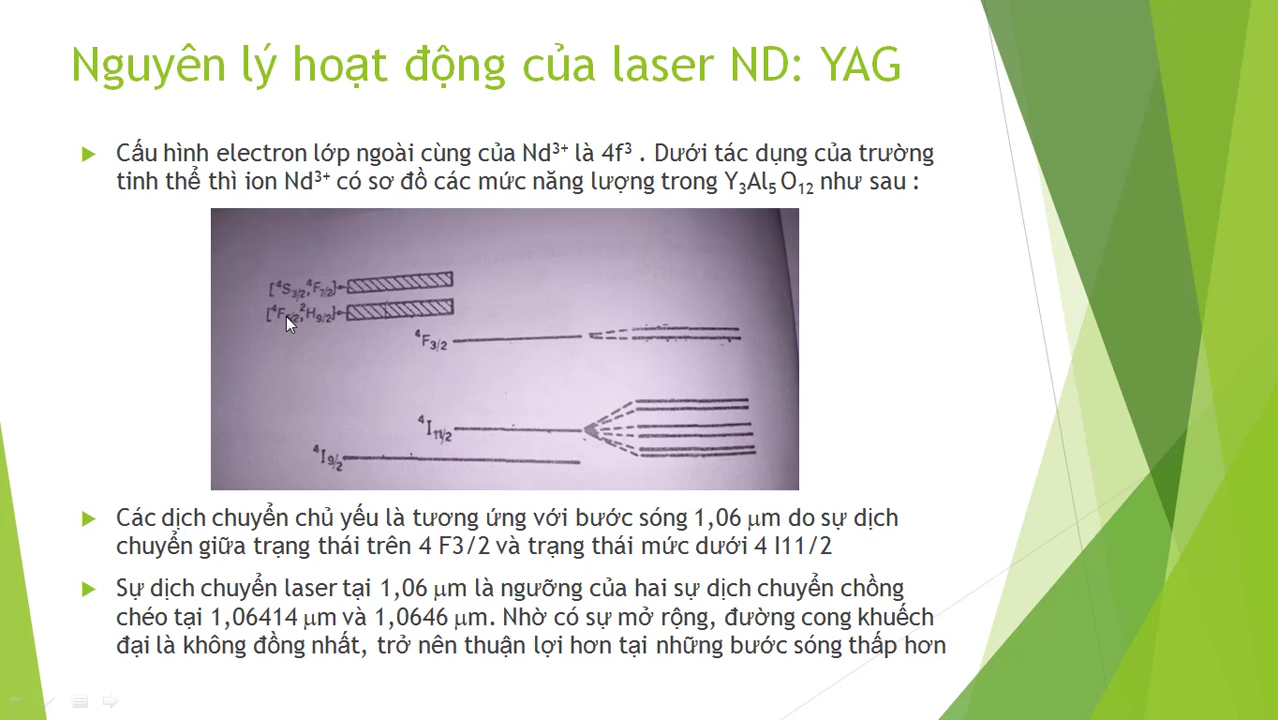 Nguyên lý hoạt động của laser ND: YAG
Cấu hình electron lớp ngoài cùng của Nd³⁺ là 4f³ . Dưới tác dụng của trường
tinh thể thì ion Nd³⁺ có sơ đồ các mức năng lượng trong Y₃Al₅O₁₂ như sau :
[⁴S₃/₂,⁴F₇/₂]
²H₉/₂]
⁴F₃/₂
⁴I₁₁/₂
⁴I₉/₂
Các dịch chuyển chủ yếu là tương ứng với bước sóng 1,06 μm do sự dịch
chuyển giữa trạng thái trên 4 F3/2 và trạng thái mức dưới 4 I11/2
Sự dịch chuyển laser tại 1,06 μm là ngưỡng của hai sự dịch chuyển chồng
chéo tại 1,06414 μm và 1,0646 μm. Nhờ có sự mở rộng, đường cong khuếch
đại là không đồng nhất, trở nên thuận lợi hơn tại những bước sóng thấp hơn